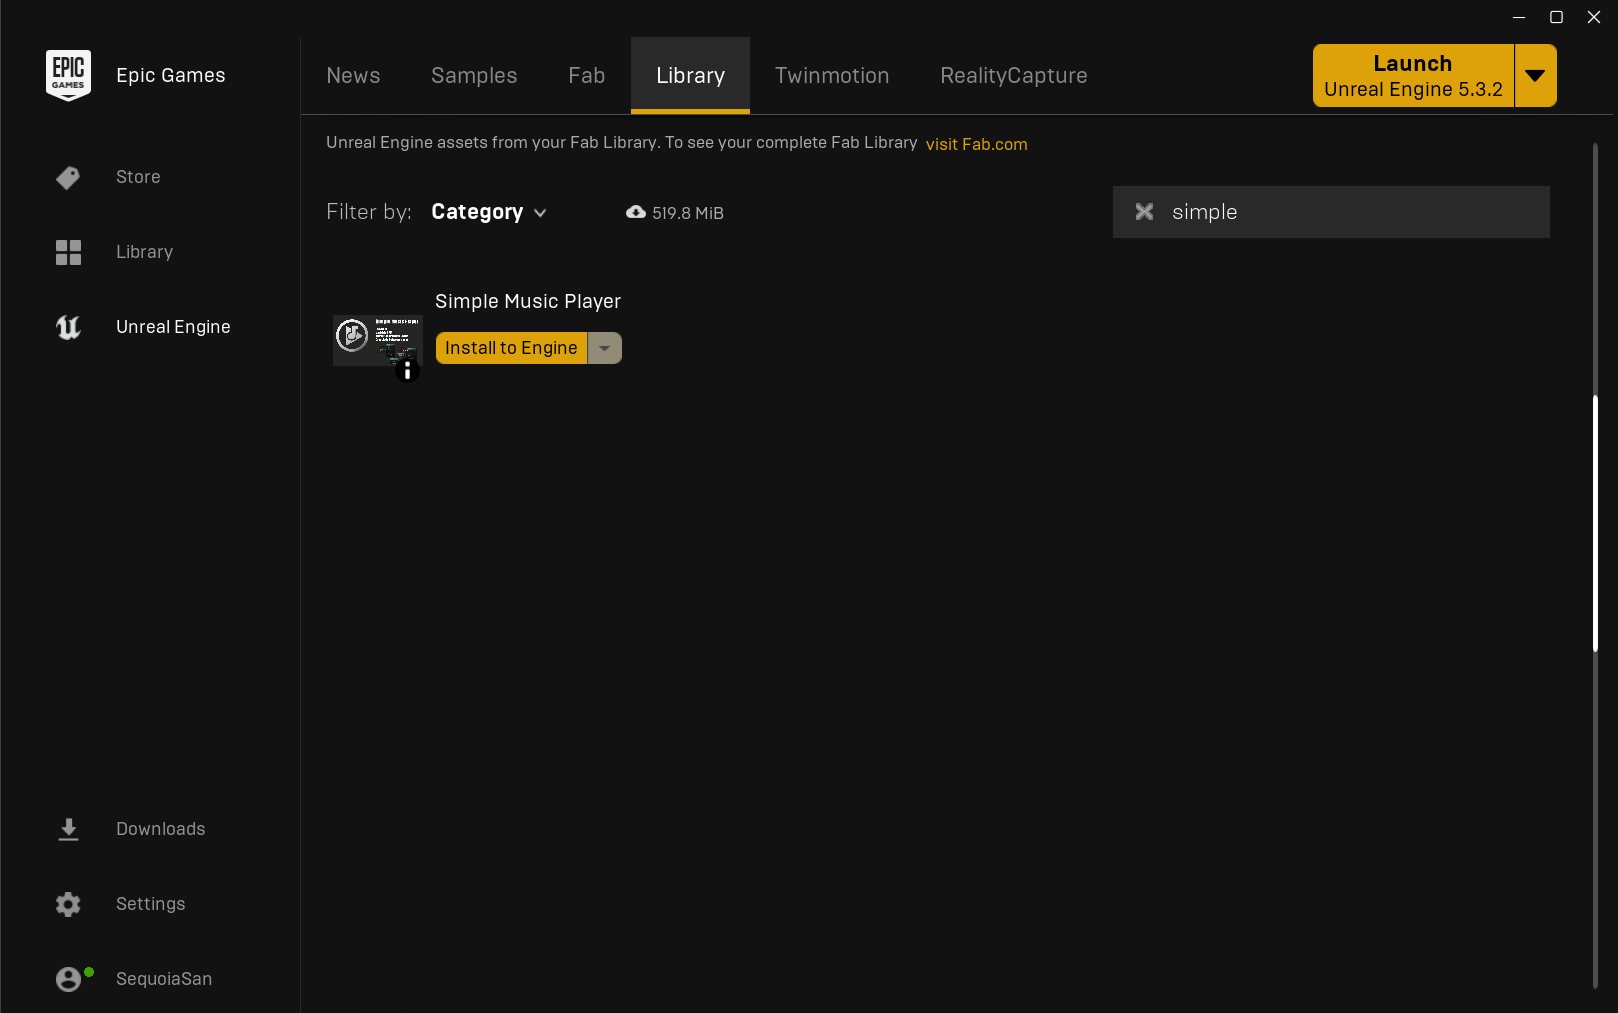 EPIC
GAMES
Epic Games
News
Samples
Fab
Library
Twinmotion
RealityCapture
Launch
Unreal Engine 5.3.2
Store
Library
Unreal Engine
Downloads
Settings
SequoiaSan
Unreal Engine assets from your Fab Library. To see your complete Fab Library visit Fab.com
Filter by:
Category
519.8 MiB
simple
Simple Music Player
Install to Engine